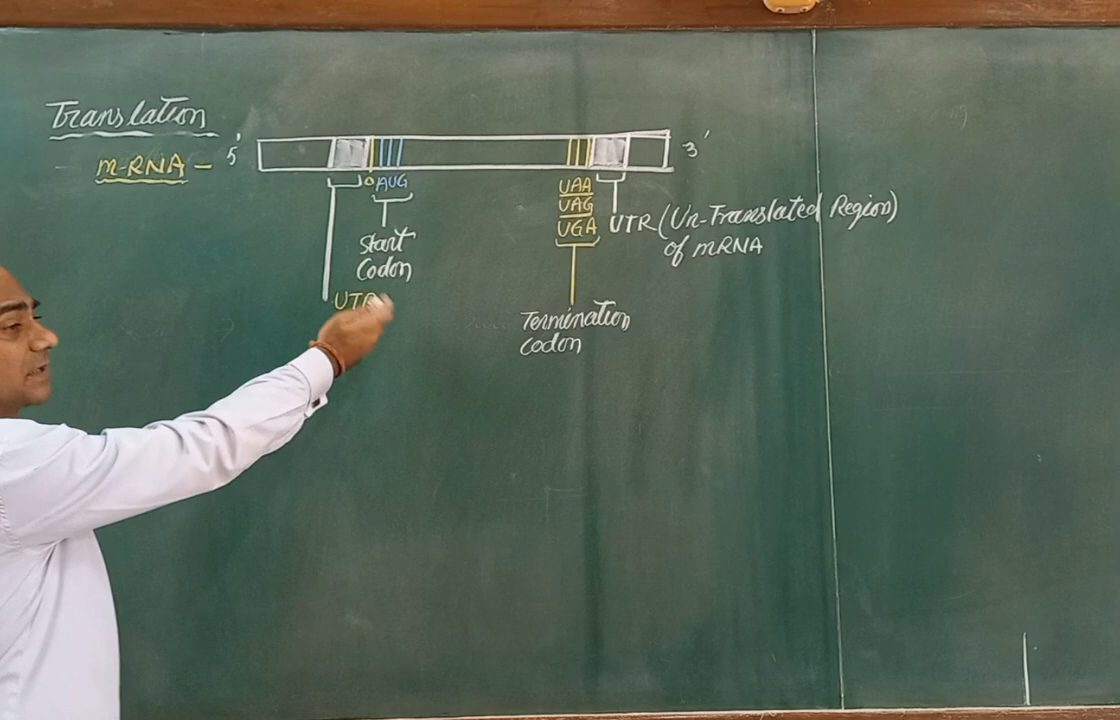 Translation
m-RNA -
5'
3'
o AUG
Start
Codon
UTR
UAA
UAG
UGA
Termination
Codon
UTR (Un-Translated Region)
of mRNA